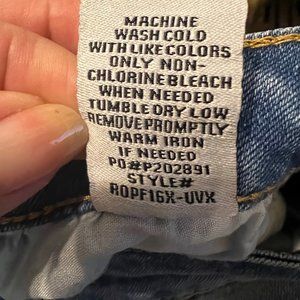 MACHINE
WASH COLD
WITH LIKE COLORS
ONLY NON-
CHLORINE BLEACH
WHEN NEEDED
TUMBLE DRY LOW
REMOVE PROMPTLY
WARM IRON
IF NEEDED
PO#P202891
STYLE#
ROPF16X-UVX